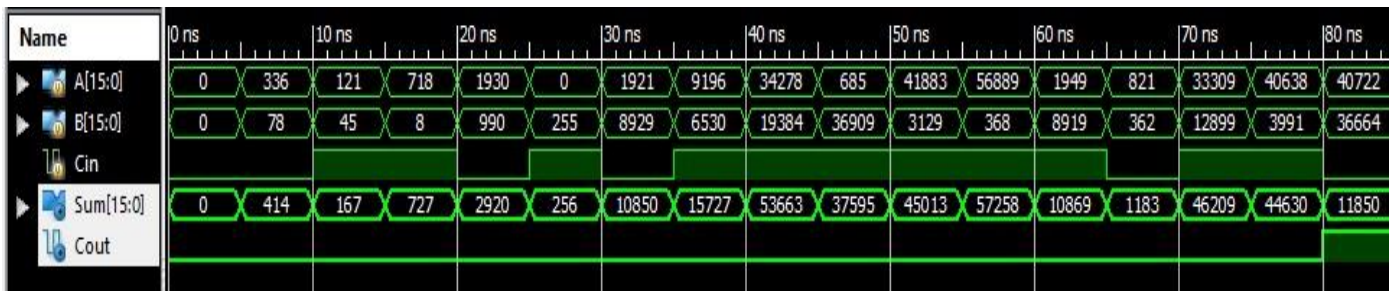 Name 0 ns 10 ns 20 ns 30 ns 40 ns 50 ns 60 ns 70 ns 80 ns
A[15:0] 0 336 121 718 1930 0 1921 9196 34278 685 41883 56889 1949 821 33309 40638 40722
B[15:0] 0 78 45 8 990 255 8929 6530 19384 36909 3129 368 8919 362 12899 3991 36664
Cin
Sum[15:0] 0 414 167 727 2920 256 10850 15727 53663 37595 45013 57258 10869 1183 46209 44630 11850
Cout